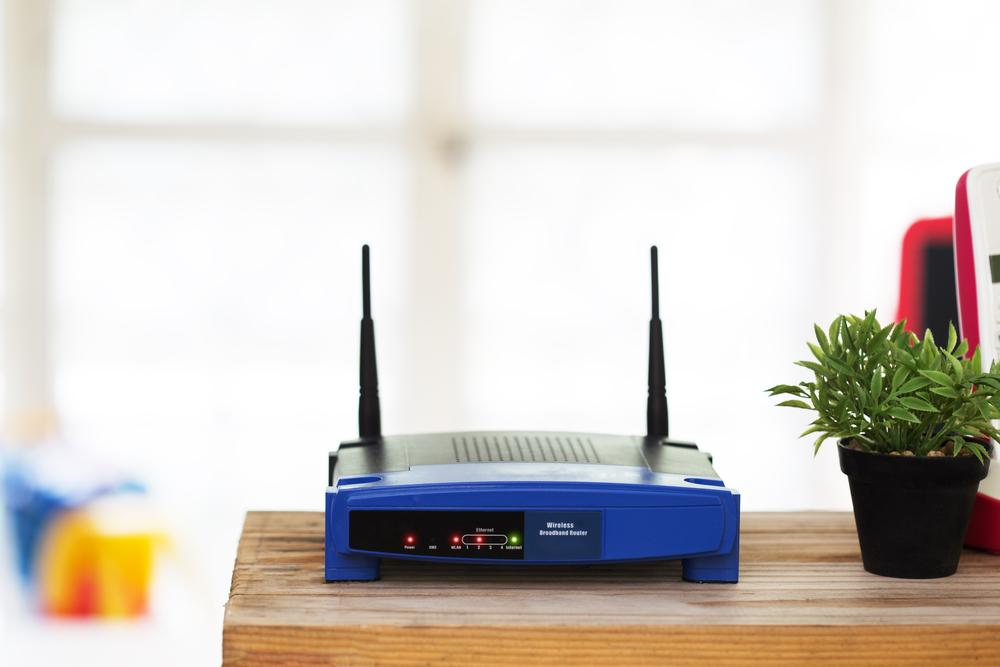 Wireless
Broadband Router
Ethernet
Power DMZ WLAN 1 2 3 4 Internet